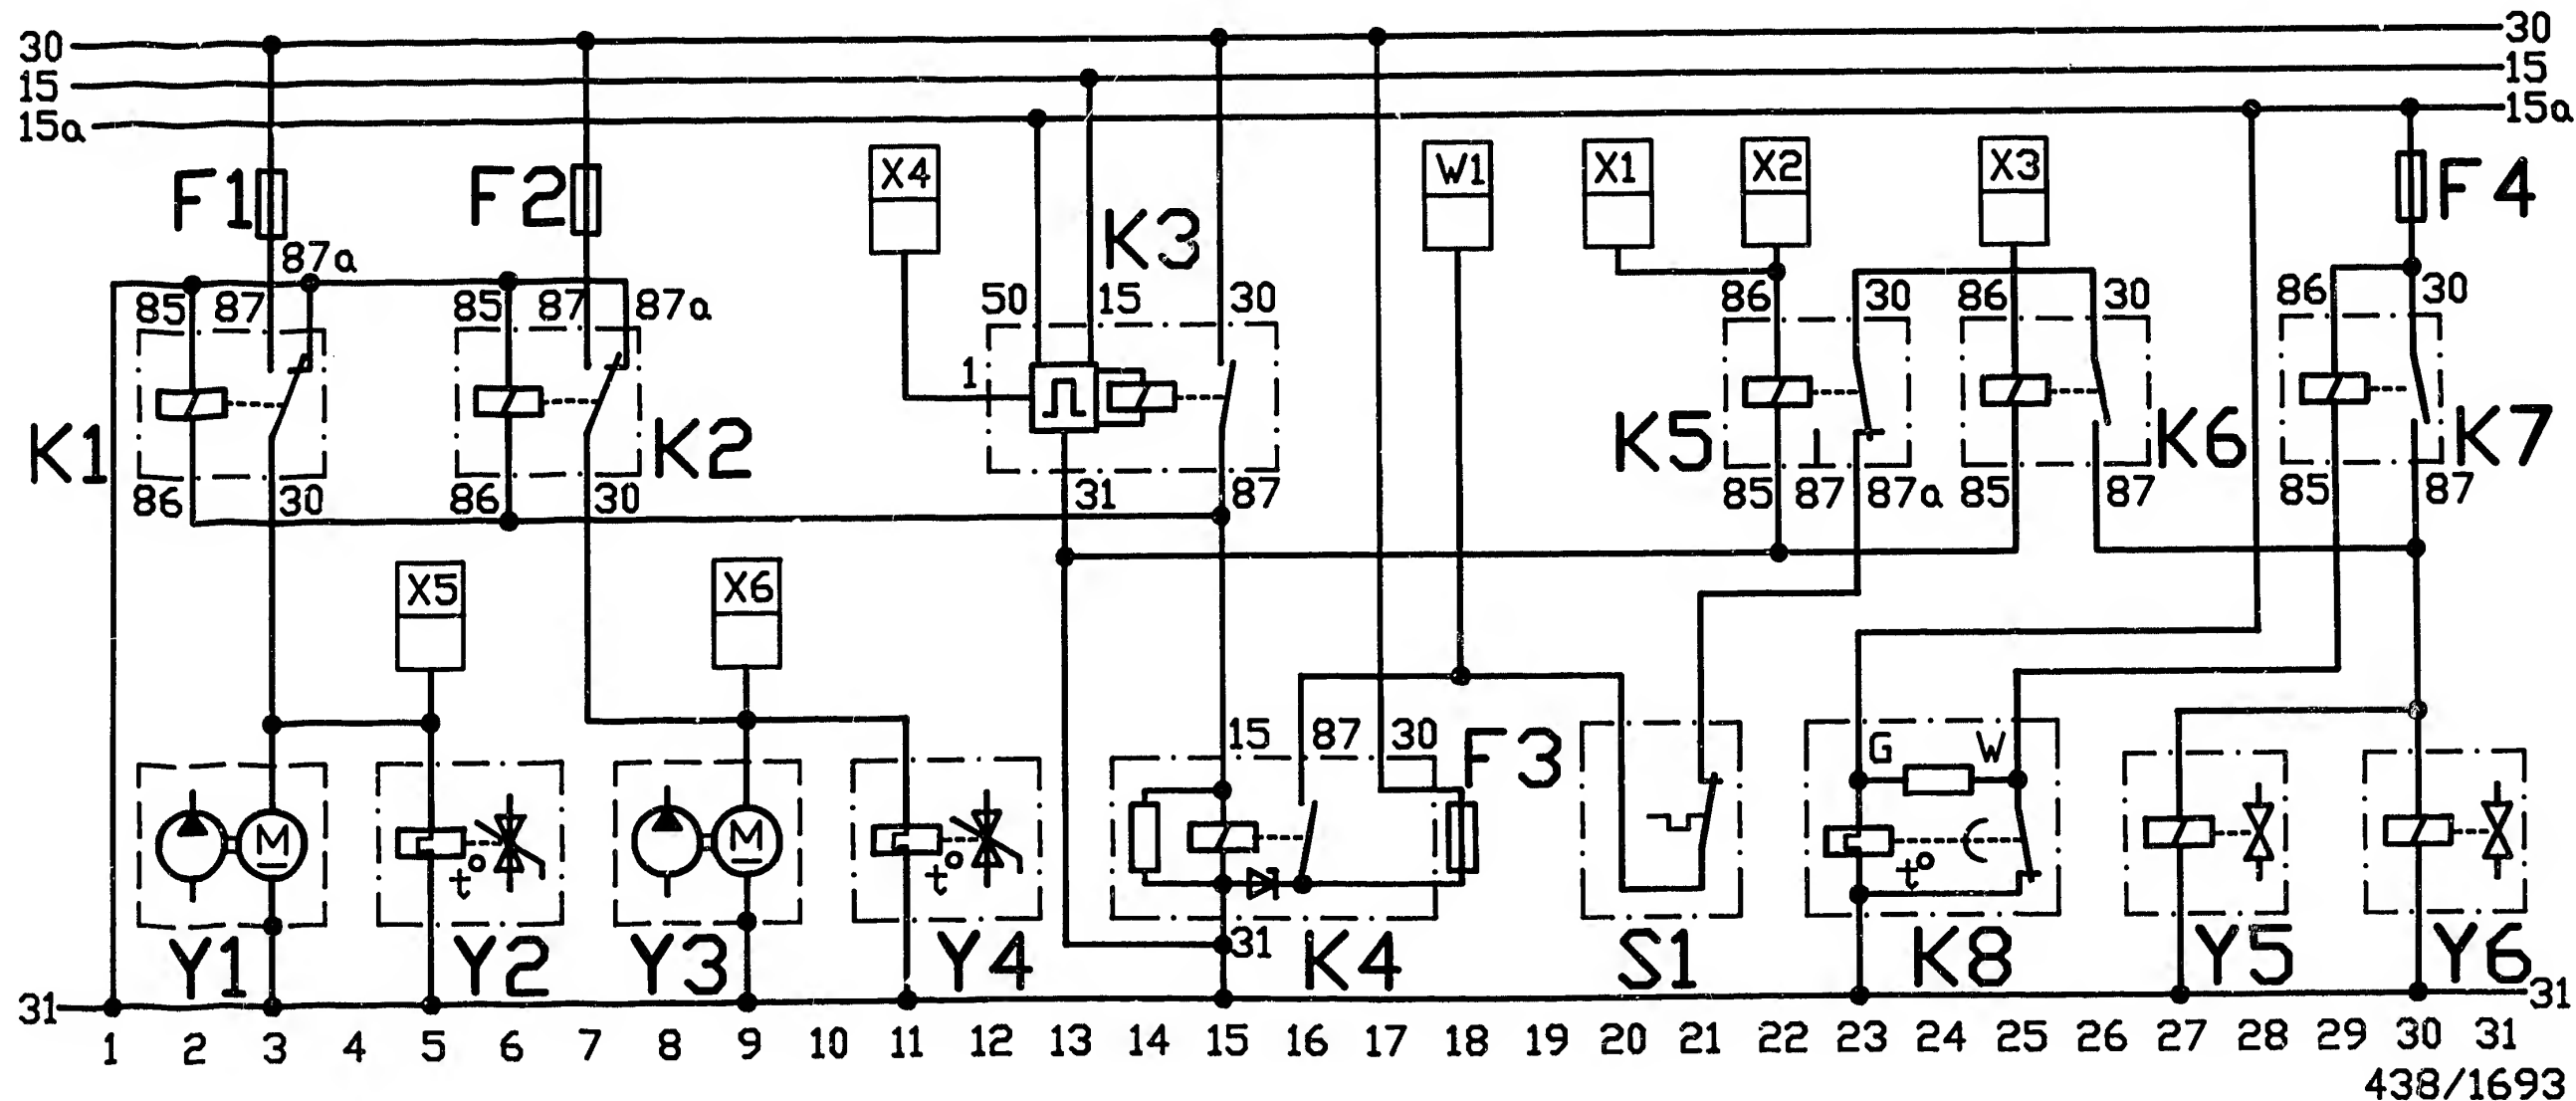 30 30
15 15
15a 15a
X4 W1 X1 X2 X3
F1 F2 K3 F4
87a
85 87 85 87 87a 50 15 30 86 30 86 30 86 30
1
K1 K2 K5 K6 K7
86 30 86 30 31 87 85 87 87a 85 87 85 87
X5 X6
15 87 30 F3 G W
M M
t° t° t°
Y1 Y2 Y3 Y4 31 K4 S1 K8 Y5 Y6
31 31
1 2 3 4 5 6 7 8 9 10 11 12 13 14 15 16 17 18 19 20 21 22 23 24 25 26 27 28 29 30 31
438/1693